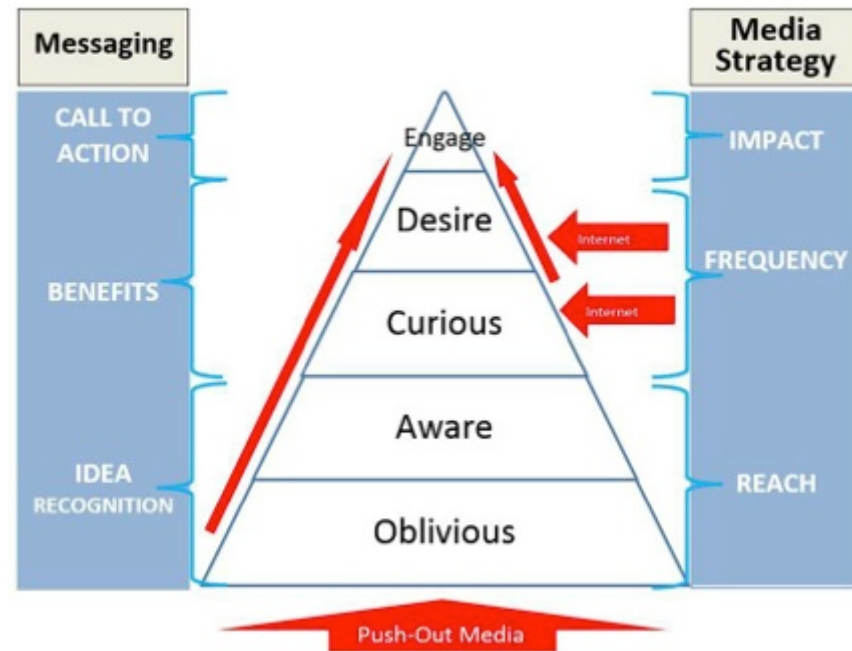 Messaging
Media
Strategy
CALL TO
ACTION
BENEFITS
IDEA
RECOGNITION
Engage
Desire
Curious
Aware
Oblivious
Internet
Internet
IMPACT
FREQUENCY
REACH
Push-Out Media